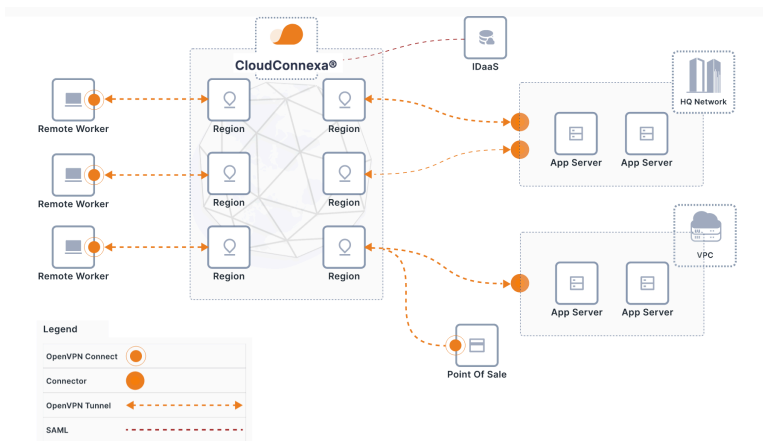 CloudConnexa®
IDaaS
HQ Network
Remote Worker
Region
Region
App Server
App Server
Remote Worker
Region
Region
VPC
Remote Worker
Region
Region
App Server
App Server
Point Of Sale
Legend
OpenVPN Connect
Connector
OpenVPN Tunnel
SAML